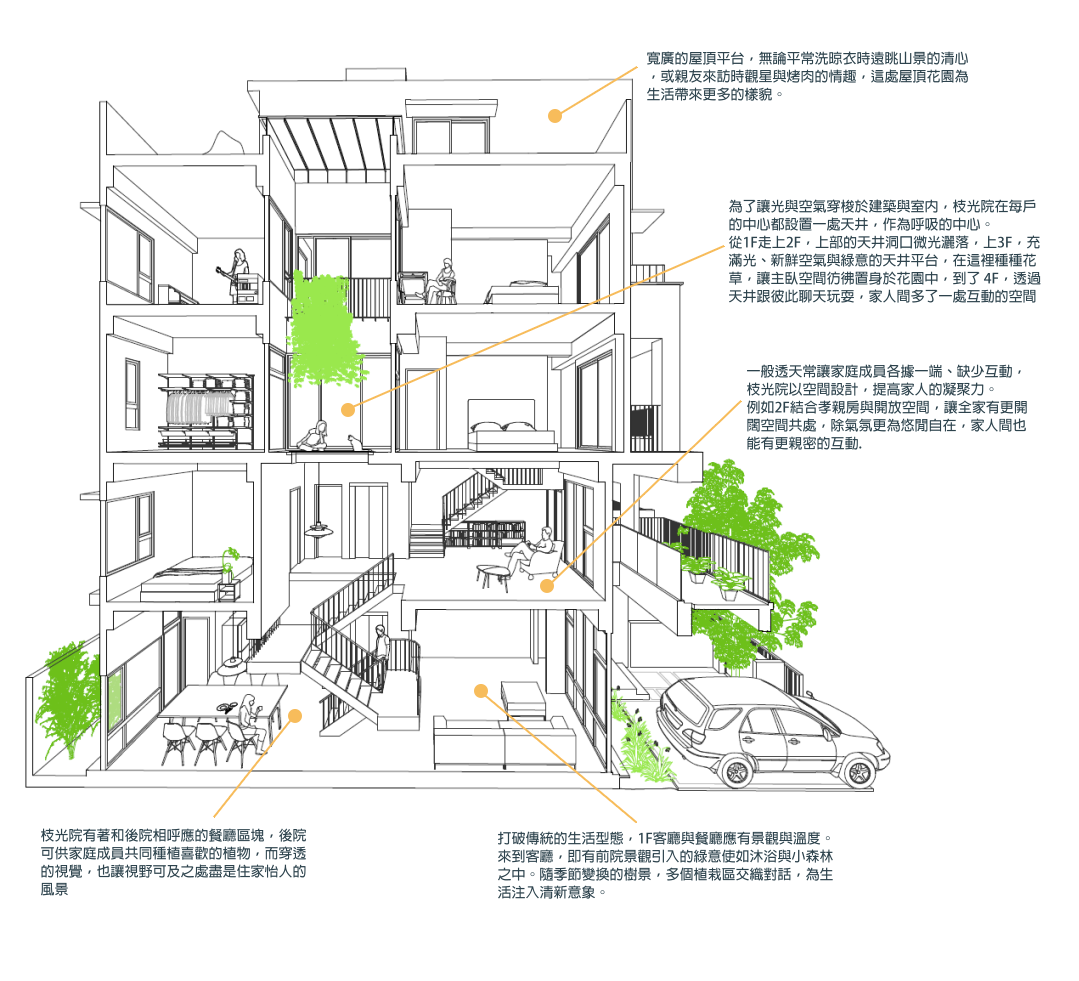 寬廣的屋頂平台，無論平常洗晾衣時遠眺山景的清心
，或親友來訪時觀星與烤肉的情趣，這處屋頂花園為
生活帶來更多的樣貌。
為了讓光與空氣穿梭於建築與室內，枝光院在每戶
的中心都設置一處天井，作為呼吸的中心。
從1F走上2F，上部的天井洞口微光灑落，上3F，充
滿光、新鮮空氣與綠意的天井平台，在這裡種種花
草，讓主臥空間彷彿置身於花園中，到了 4F，透過
天井跟彼此聊天玩耍，家人間多了一處互動的空間
一般透天常讓家庭成員各據一端、缺少互動，
枝光院以空間設計，提高家人的凝聚力。
例如2F結合孝親房與開放空間，讓全家有更開
闊空間共處，除氣氛更為悠閒自在，家人間也
能有更親密的互動.
枝光院有著和後院相呼應的餐廳區塊，後院
可供家庭成員共同種植喜歡的植物，而穿透
的視覺，也讓視野可及之處盡是住家怡人的
風景
打破傳統的生活型態，1F客廳與餐廳應有景觀與溫度。
來到客廳，即有前院景觀引入的綠意使如沐浴與小森林
之中。隨季節變換的樹景，多個植栽區交織對話，為生
活注入清新意象。